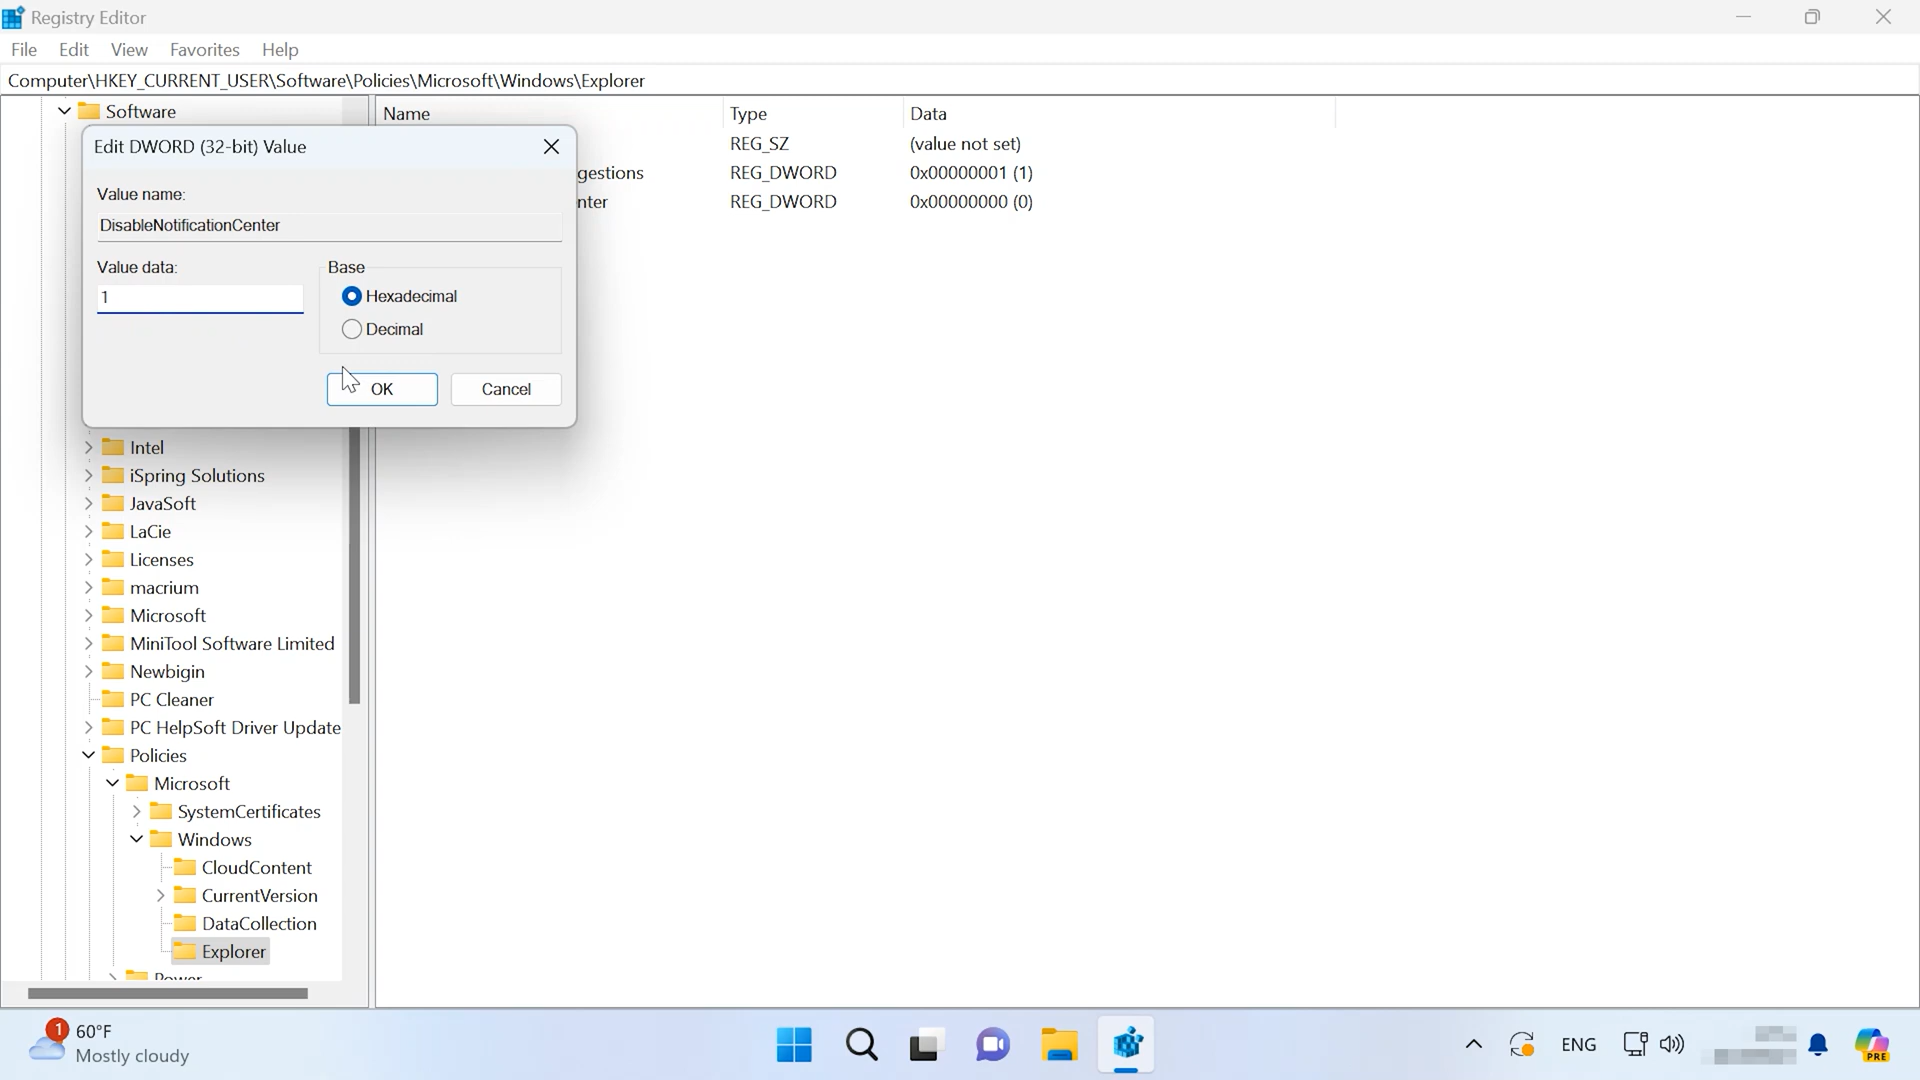 Registry Editor
File Edit View Favorites Help
Computer\HKEY_CURRENT_USER\Software\Policies\Microsoft\Windows\Explorer
Software
Name Type Data
REG_SZ (value not set)
gestions REG_DWORD 0x00000001 (1)
nter REG_DWORD 0x00000000 (0)
Edit DWORD (32-bit) Value
Value name:
DisableNotificationCenter
Value data:
1
Base
Hexadecimal
Decimal
OK Cancel
Intel
iSpring Solutions
JavaSoft
LaCie
Licenses
macrium
Microsoft
MiniTool Software Limited
Newbigin
PC Cleaner
PC HelpSoft Driver Update
Policies
Microsoft
SystemCertificates
Windows
CloudContent
CurrentVersion
DataCollection
Explorer
Power
1
60°F
Mostly cloudy
ENG
PRE